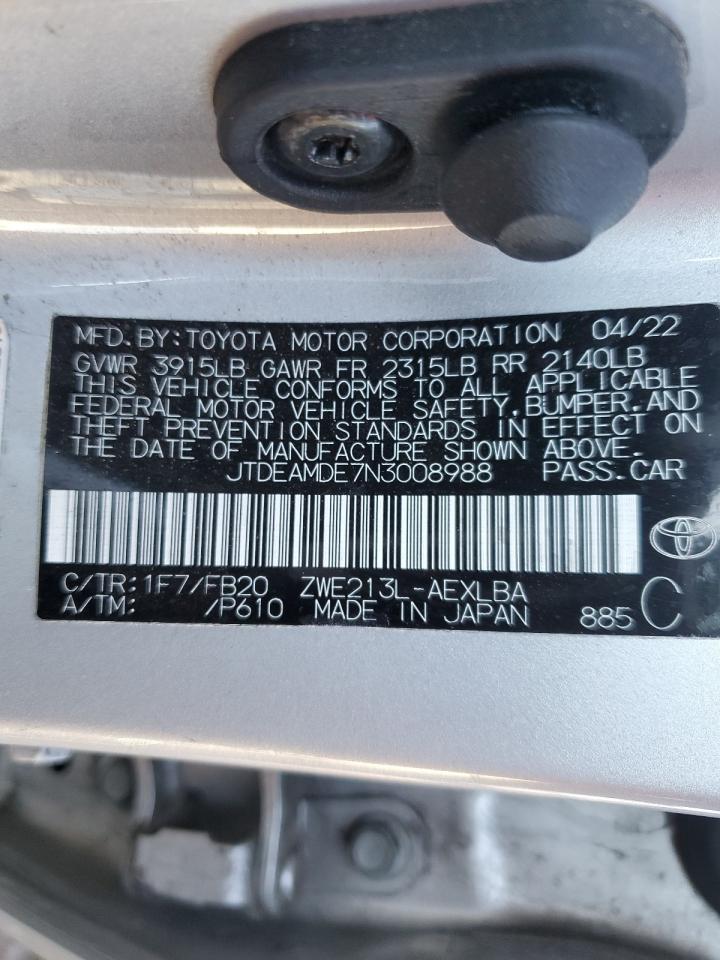 MFD.BY:TOYOTA MOTOR CORPORATION 04/22
GVWR 3915LB GAWR FR 2315LB RR 2140LB
THIS VEHICLE CONFORMS TO ALL APPLICABLE
FEDERAL MOTOR VEHICLE SAFETY,BUMPER,AND
THEFT PREVENTION STANDARDS IN EFFECT ON
THE DATE OF MANUFACTURE SHOWN ABOVE.
JTDEAMDE7N3008988 PASS.CAR
C/TR:1F7/FB20 ZWE213L-AEXLBA
A/TM: /P610 MADE IN JAPAN 885 C